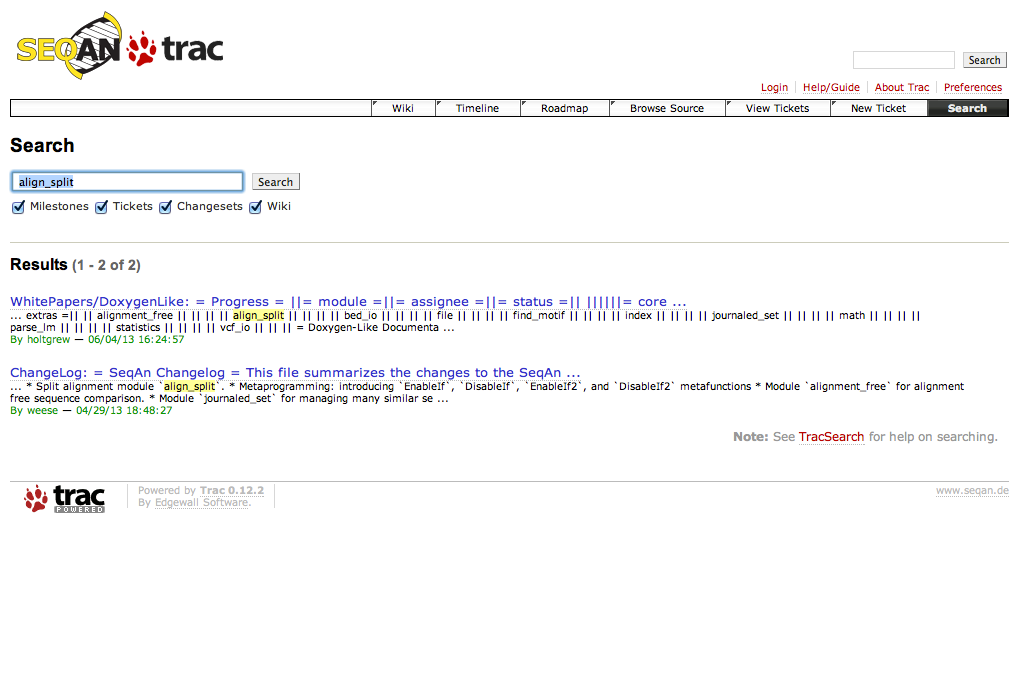 SEQAN trac
Search
Login Help/Guide About Trac Preferences
Wiki Timeline Roadmap Browse Source View Tickets New Ticket Search
Search
align_split Search
Milestones Tickets Changesets Wiki
Results (1 - 2 of 2)
WhitePapers/DoxygenLike: = Progress = ||= module =||= assignee =||= status =|| ||||||= core ...
... extras =|| || alignment_free || || || || align_split || || || || bed_io || || || || file || || || || find_motif || || || || index || || || || journaled_set || || || || math || || || ||
parse_lm || || || || statistics || || || || vcf_io || || || = Doxygen-Like Documenta ...
By holtgrew — 06/04/13 16:24:57
ChangeLog: = SeqAn Changelog = This file summarizes the changes to the SeqAn ...
... * Split alignment module `align_split`. * Metaprogramming: introducing `EnableIf`, `DisableIf`, `EnableIf2`, and `DisableIf2` metafunctions * Module `alignment_free` for alignment
free sequence comparison. * Module `journaled_set` for managing many similar se ...
By weese — 04/29/13 18:48:27
Note: See TracSearch for help on searching.
trac POWERED
Powered by Trac 0.12.2
By Edgewall Software.
www.seqan.de